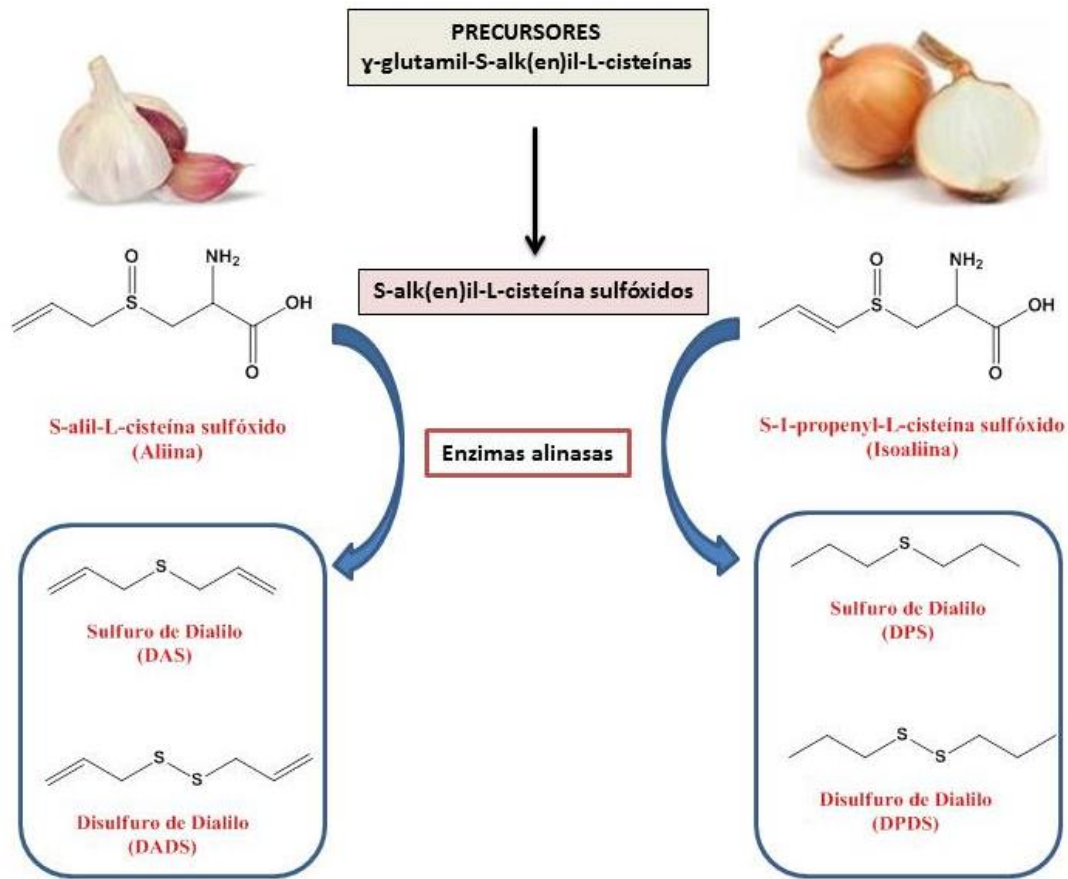 PRECURSORES
ɣ-glutamil-S-alk(en)il-L-cisteínas
O
NH₂
S
OH
O
S-alil-L-cisteína sulfóxido
(Aliina)
S-alk(en)il-L-cisteína sulfóxidos
O
NH₂
S
OH
O
S-1-propenyl-L-cisteína sulfóxido
(Isoaliina)
Enzimas alinasas
S
Sulfuro de Dialilo
(DAS)
S
S
Disulfuro de Dialilo
(DADS)
S
Sulfuro de Dialilo
(DPS)
S
S
Disulfuro de Dialilo
(DPDS)